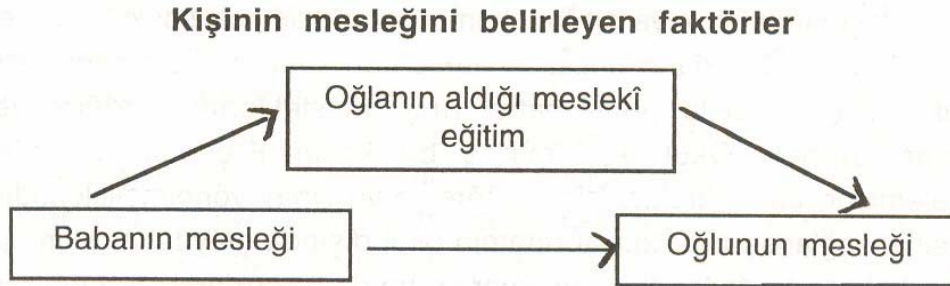 Kişinin mesleğini belirleyen faktörler
Oğlanın aldığı meslekî
eğitim
Babanın mesleği
Oğlunun mesleği